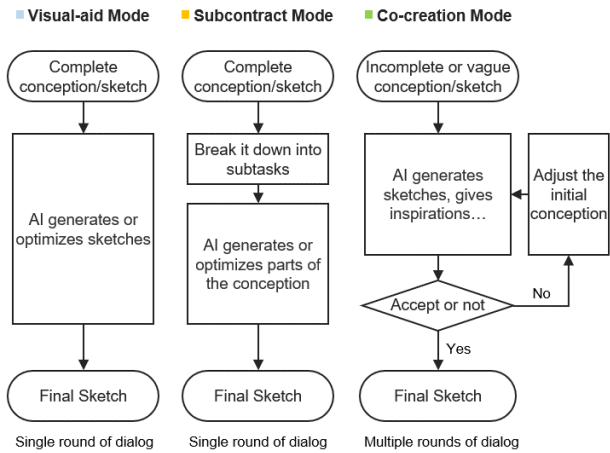 Visual-aid Mode
Complete
conception/sketch
AI generates or
optimizes sketches
Final Sketch
Single round of dialog
Subcontract Mode
Complete
conception/sketch
Break it down into
subtasks
AI generates or
optimizes parts of
the conception
Final Sketch
Single round of dialog
Co-creation Mode
Incomplete or vague
conception/sketch
AI generates
sketches, gives
inspirations…
Adjust the
initial
conception
Accept or not
No
Yes
Final Sketch
Multiple rounds of dialog